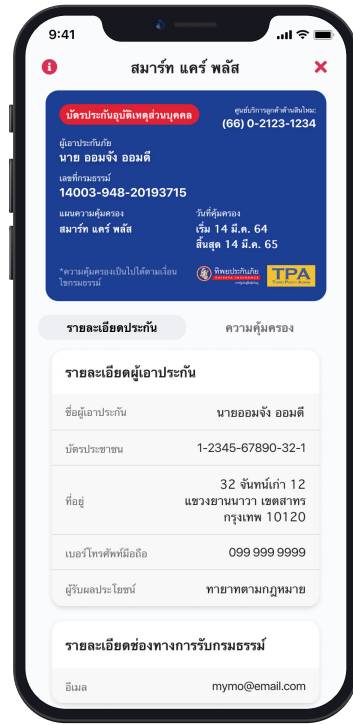 9:41
สมาร์ท แคร์ พลัส
บัตรประกันอุบัติเหตุส่วนบุคคล
ศูนย์บริการลูกค้าด้านสินไหม:
(66) 0-2123-1234
ผู้เอาประกันภัย
นาย ออมจัง ออมดี
เลขที่กรมธรรม์
14003-948-20193715
แผนความคุ้มครอง
สมาร์ท แคร์ พลัส
วันที่คุ้มครอง
เริ่ม 14 มี.ค. 64
สิ้นสุด 14 มี.ค. 65
*ความคุ้มครองเป็นไปได้ตามเงื่อน
ไขกรมธรรม์
ทิพยประกันภัย
DHIPAYA INSURANCE
TPA
รายละเอียดประกัน
ความคุ้มครอง
รายละเอียดผู้เอาประกัน
ชื่อผู้เอาประกัน
นายออมจัง ออมดี
บัตรประชาชน
1-2345-67890-32-1
ที่อยู่
32 จันทน์เก่า 12
แขวงยานนาวา เขตสาทร
กรุงเทพ 10120
เบอร์โทรศัพท์มือถือ
099 999 9999
ผู้รับผลประโยชน์
ทายาทตามกฎหมาย
รายละเอียดช่องทางการรับกรมธรรม์
อีเมล
mymo@email.com